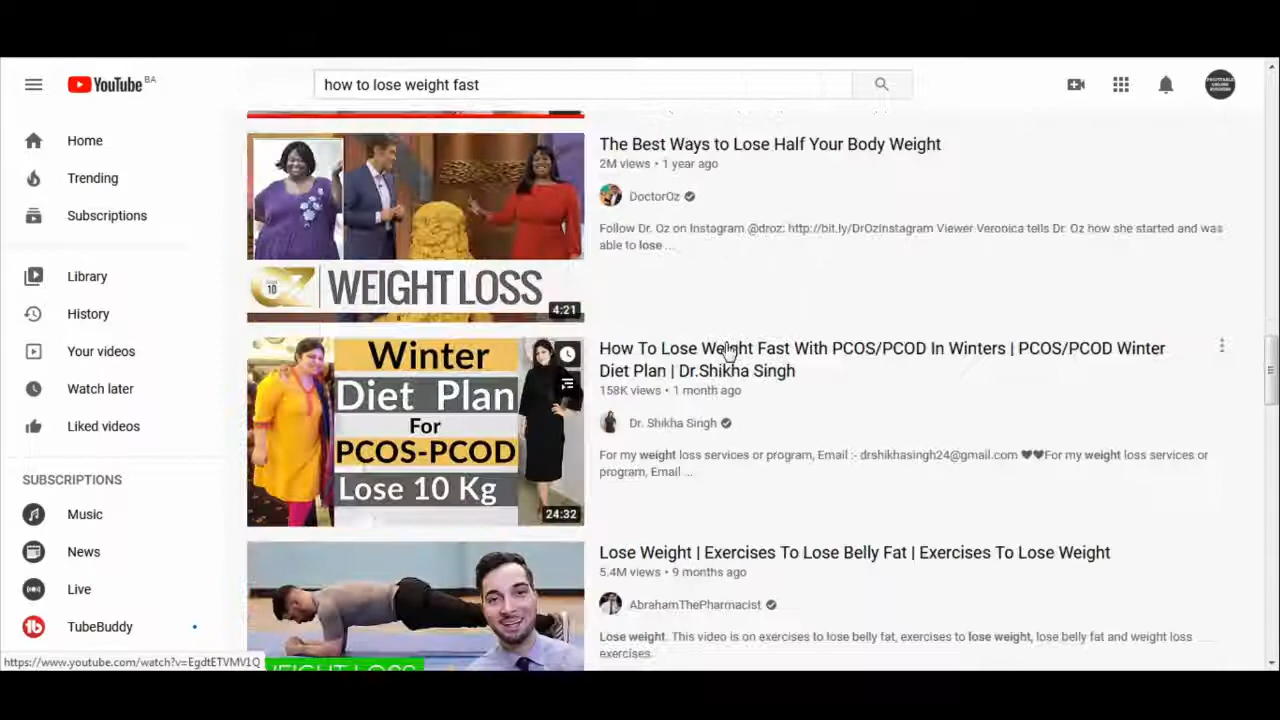 YouTube BA
how to lose weight fast
Home
Trending
Subscriptions
Library
History
Your videos
Watch later
Liked videos
SUBSCRIPTIONS
Music
News
Live
TubeBuddy
https://www.youtube.com/watch?v=EgdtETVMV1Q
WEIGHT LOSS
4:21
The Best Ways to Lose Half Your Body Weight
2M views • 1 year ago
DoctorOz
Follow Dr. Oz on Instagram @droz: http://bit.ly/DrOzInstagram Viewer Veronica tells Dr. Oz how she started and was
able to lose ...
Winter
Diet Plan
For
PCOS-PCOD
Lose 10 Kg
24:32
How To Lose Weight Fast With PCOS/PCOD In Winters | PCOS/PCOD Winter
Diet Plan | Dr.Shikha Singh
158K views • 1 month ago
Dr. Shikha Singh
For my weight loss services or program, Email :- drshikhasingh24@gmail.com ♥♥For my weight loss services or
program, Email ...
WEIGHT LOSS
Lose Weight | Exercises To Lose Belly Fat | Exercises To Lose Weight
5.4M views • 9 months ago
AbrahamThePharmacist
Lose weight. This video is on exercises to lose belly fat, exercises to lose weight, lose belly fat and weight loss
exercises.